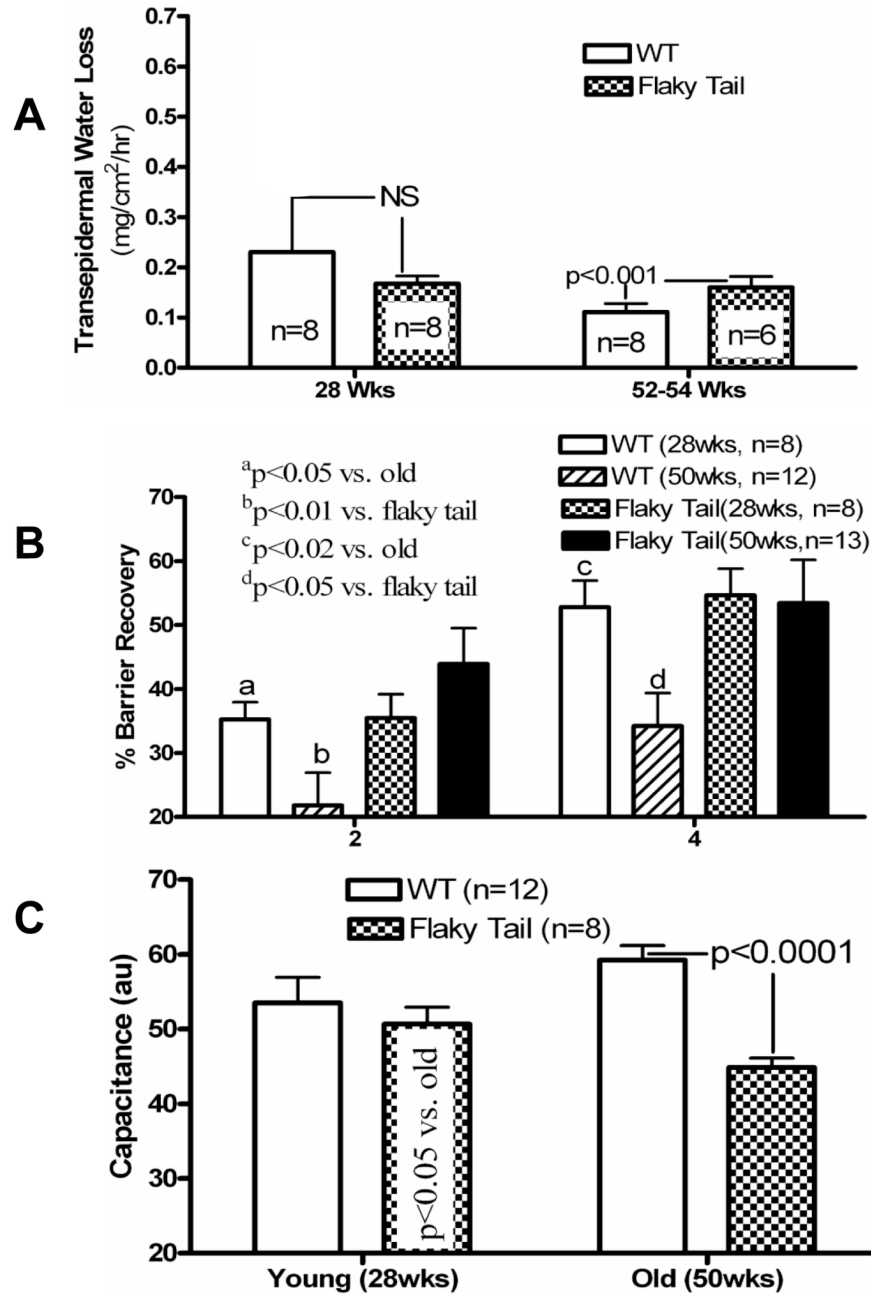 A
Transepidermal Water Loss
(mg/cm²/hr)
0.7
0.6
0.5
0.4
0.3
0.2
0.1
0.0
WT
Flaky Tail
NS
p<0.001
n=8
n=8
n=8
n=6
28 Wks
52-54 Wks
B
% Barrier Recovery
70
60
50
40
30
20
ᵃp<0.05 vs. old
ᵇp<0.01 vs. flaky tail
ᶜp<0.02 vs. old
ᵈp<0.05 vs. flaky tail
WT (28wks, n=8)
WT (50wks, n=12)
Flaky Tail(28wks, n=8)
Flaky Tail(50wks,n=13)
a
b
c
d
2
4
C
Capacitance (au)
70
60
50
40
30
20
WT (n=12)
Flaky Tail (n=8)
p<0.0001
p<0.05 vs. old
Young (28wks)
Old (50wks)